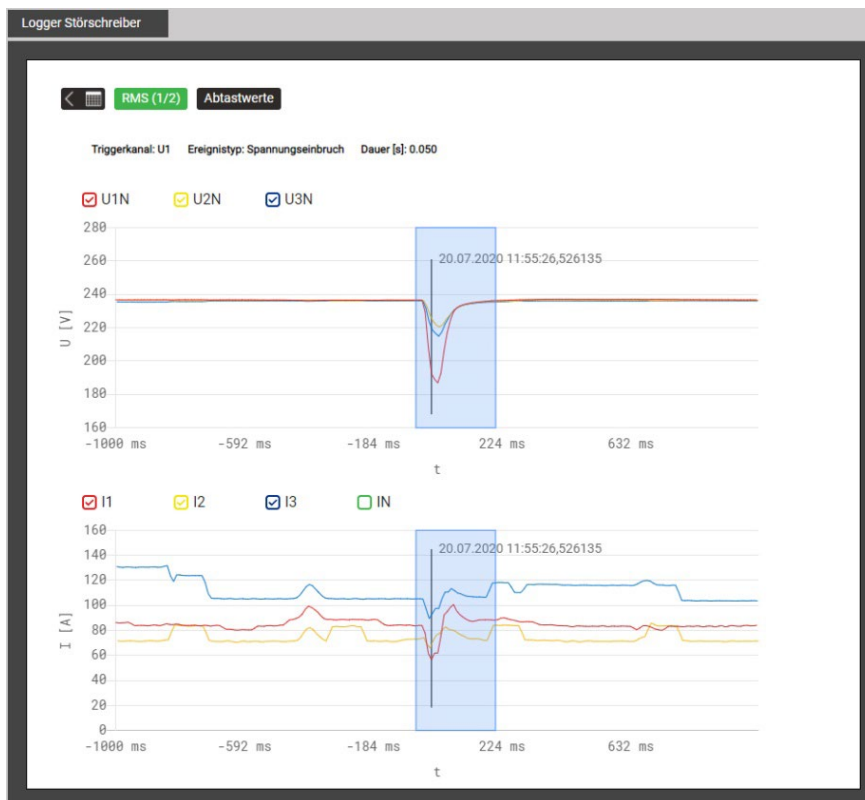 Logger Störschreiber
RMS (1/2) Abtastwerte
Triggerkanal: U1 Ereignistyp: Spannungseinbruch Dauer [s]: 0.050
U1N U2N U3N
280
260
20.07.2020 11:55:26,526135
240
220
U [V]
200
180
160
-1000 ms -592 ms -184 ms 224 ms 632 ms
t
I1 I2 I3 IN
160
140
20.07.2020 11:55:26,526135
120
100
80
I [A]
60
40
20
0
-1000 ms -592 ms -184 ms 224 ms 632 ms
t